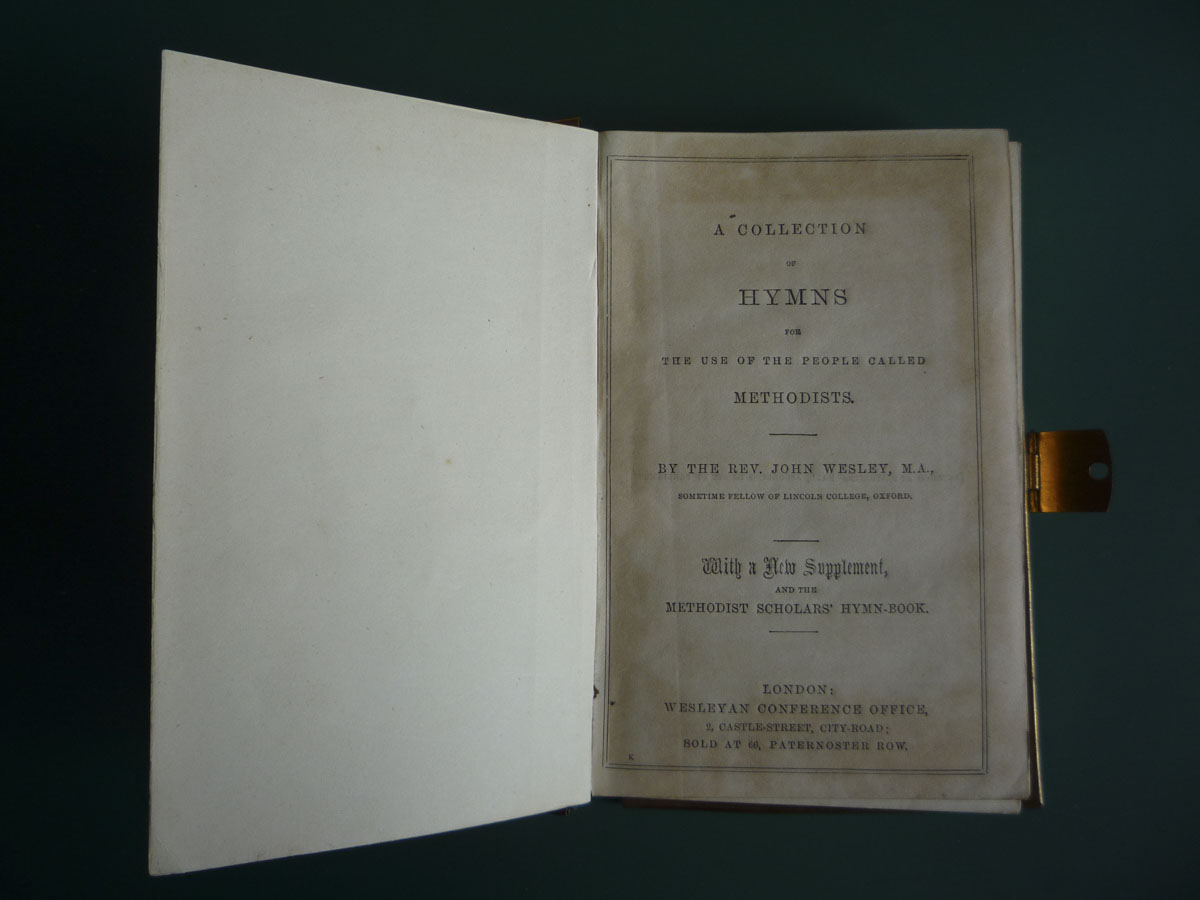 A COLLECTION
OF
HYMNS
FOR
THE USE OF THE PEOPLE CALLED
METHODISTS.
BY THE REV. JOHN WESLEY, M.A.,
SOMETIME FELLOW OF LINCOLN COLLEGE, OXFORD.
With a New Supplement,
AND THE
METHODIST SCHOLARS' HYMN-BOOK.
LONDON:
WESLEYAN CONFERENCE OFFICE,
2, CASTLE-STREET, CITY-ROAD;
SOLD AT 66, PATERNOSTER ROW.
K